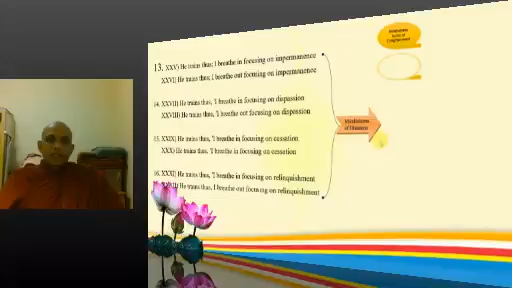 13. XXV) He trains thus; 'I breathe in focusing on impermanence
XXVI) He trains thus; 'I breathe out focusing on impermanence
14. XXVII) He trains thus, 'I breathe in focusing on dispassion
XXVIII) He trains thus, 'I breathe out focusing on dispassion
15. XXIX) He trains thus, 'I breathe in focusing on cessation
XXX) He trains thus, 'I breathe in focusing on cessation
16. XXXI) He trains thus, 'I breathe in focusing on relinquishment
He trains thus, 'I breathe out focusing on relinquishment
Mindfulness
of Dhamma
Mindfulness
Enlightenment